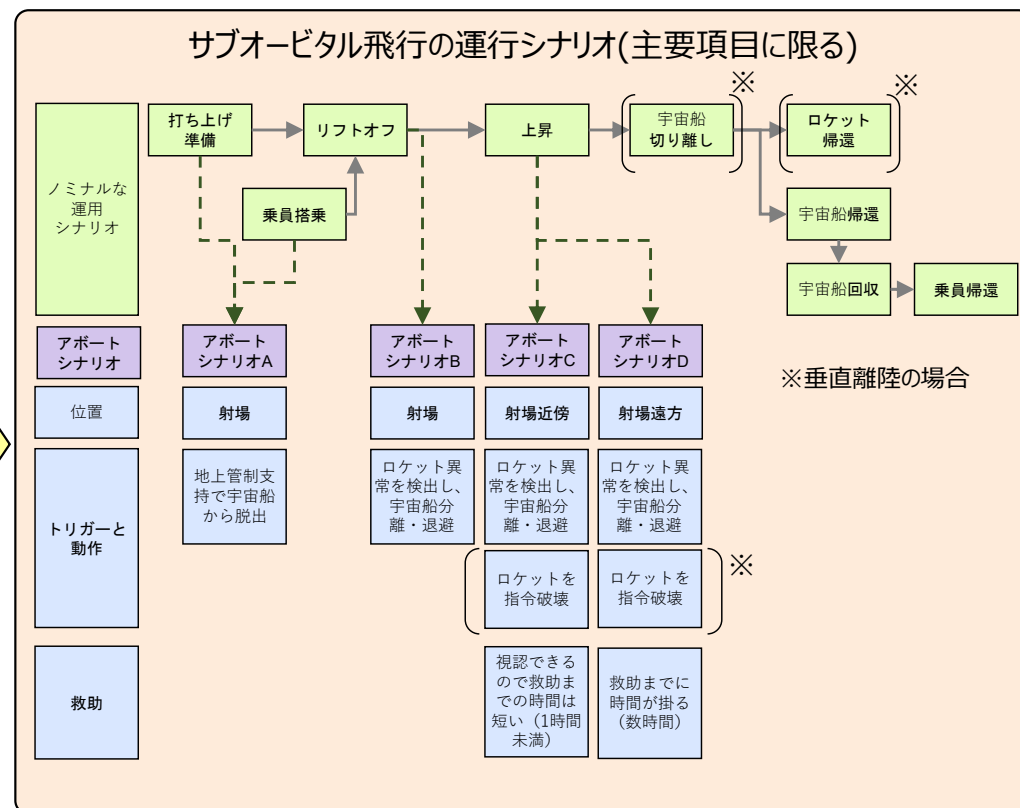 サブオービタル飛行の運行シナリオ(主要項目に限る)
※
※
打ち上げ
準備
リフトオフ
上昇
宇宙船
切り離し
ロケット
帰還
ノミナルな
運用
シナリオ
乗員搭乗
宇宙船帰還
宇宙船回収
乗員帰還
アボート
シナリオ
アボート
シナリオA
アボート
シナリオB
アボート
シナリオC
アボート
シナリオD
※垂直離陸の場合
位置
射場
射場
射場近傍
射場遠方
トリガーと
動作
地上管制支
持で宇宙船
から脱出
ロケット異
常を検出し、
宇宙船分
離・退避
ロケット異
常を検出し、
宇宙船分
離・退避
ロケット異
常を検出し、
宇宙船分
離・退避
ロケットを
指令破壊
ロケットを
指令破壊
※
救助
視認できる
ので救助ま
での時間は
短い（1時間
未満）
救助までに
時間が掛る
（数時間）